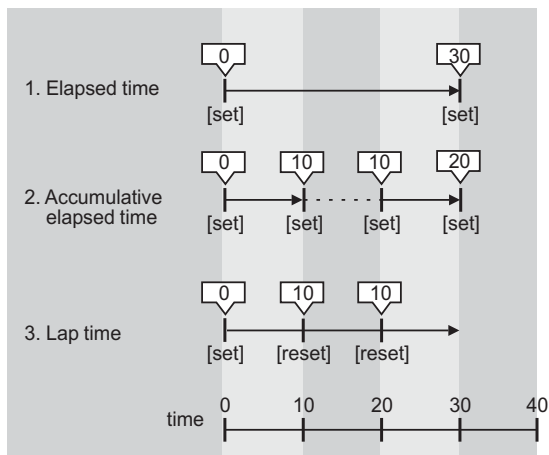 0 30
1. Elapsed time
[set] [set]
0 10 10 20
2. Accumulative
elapsed time
[set] [set] [set] [set]
0 10 10
3. Lap time
[set] [reset] [reset]
0 10 20 30 40
time